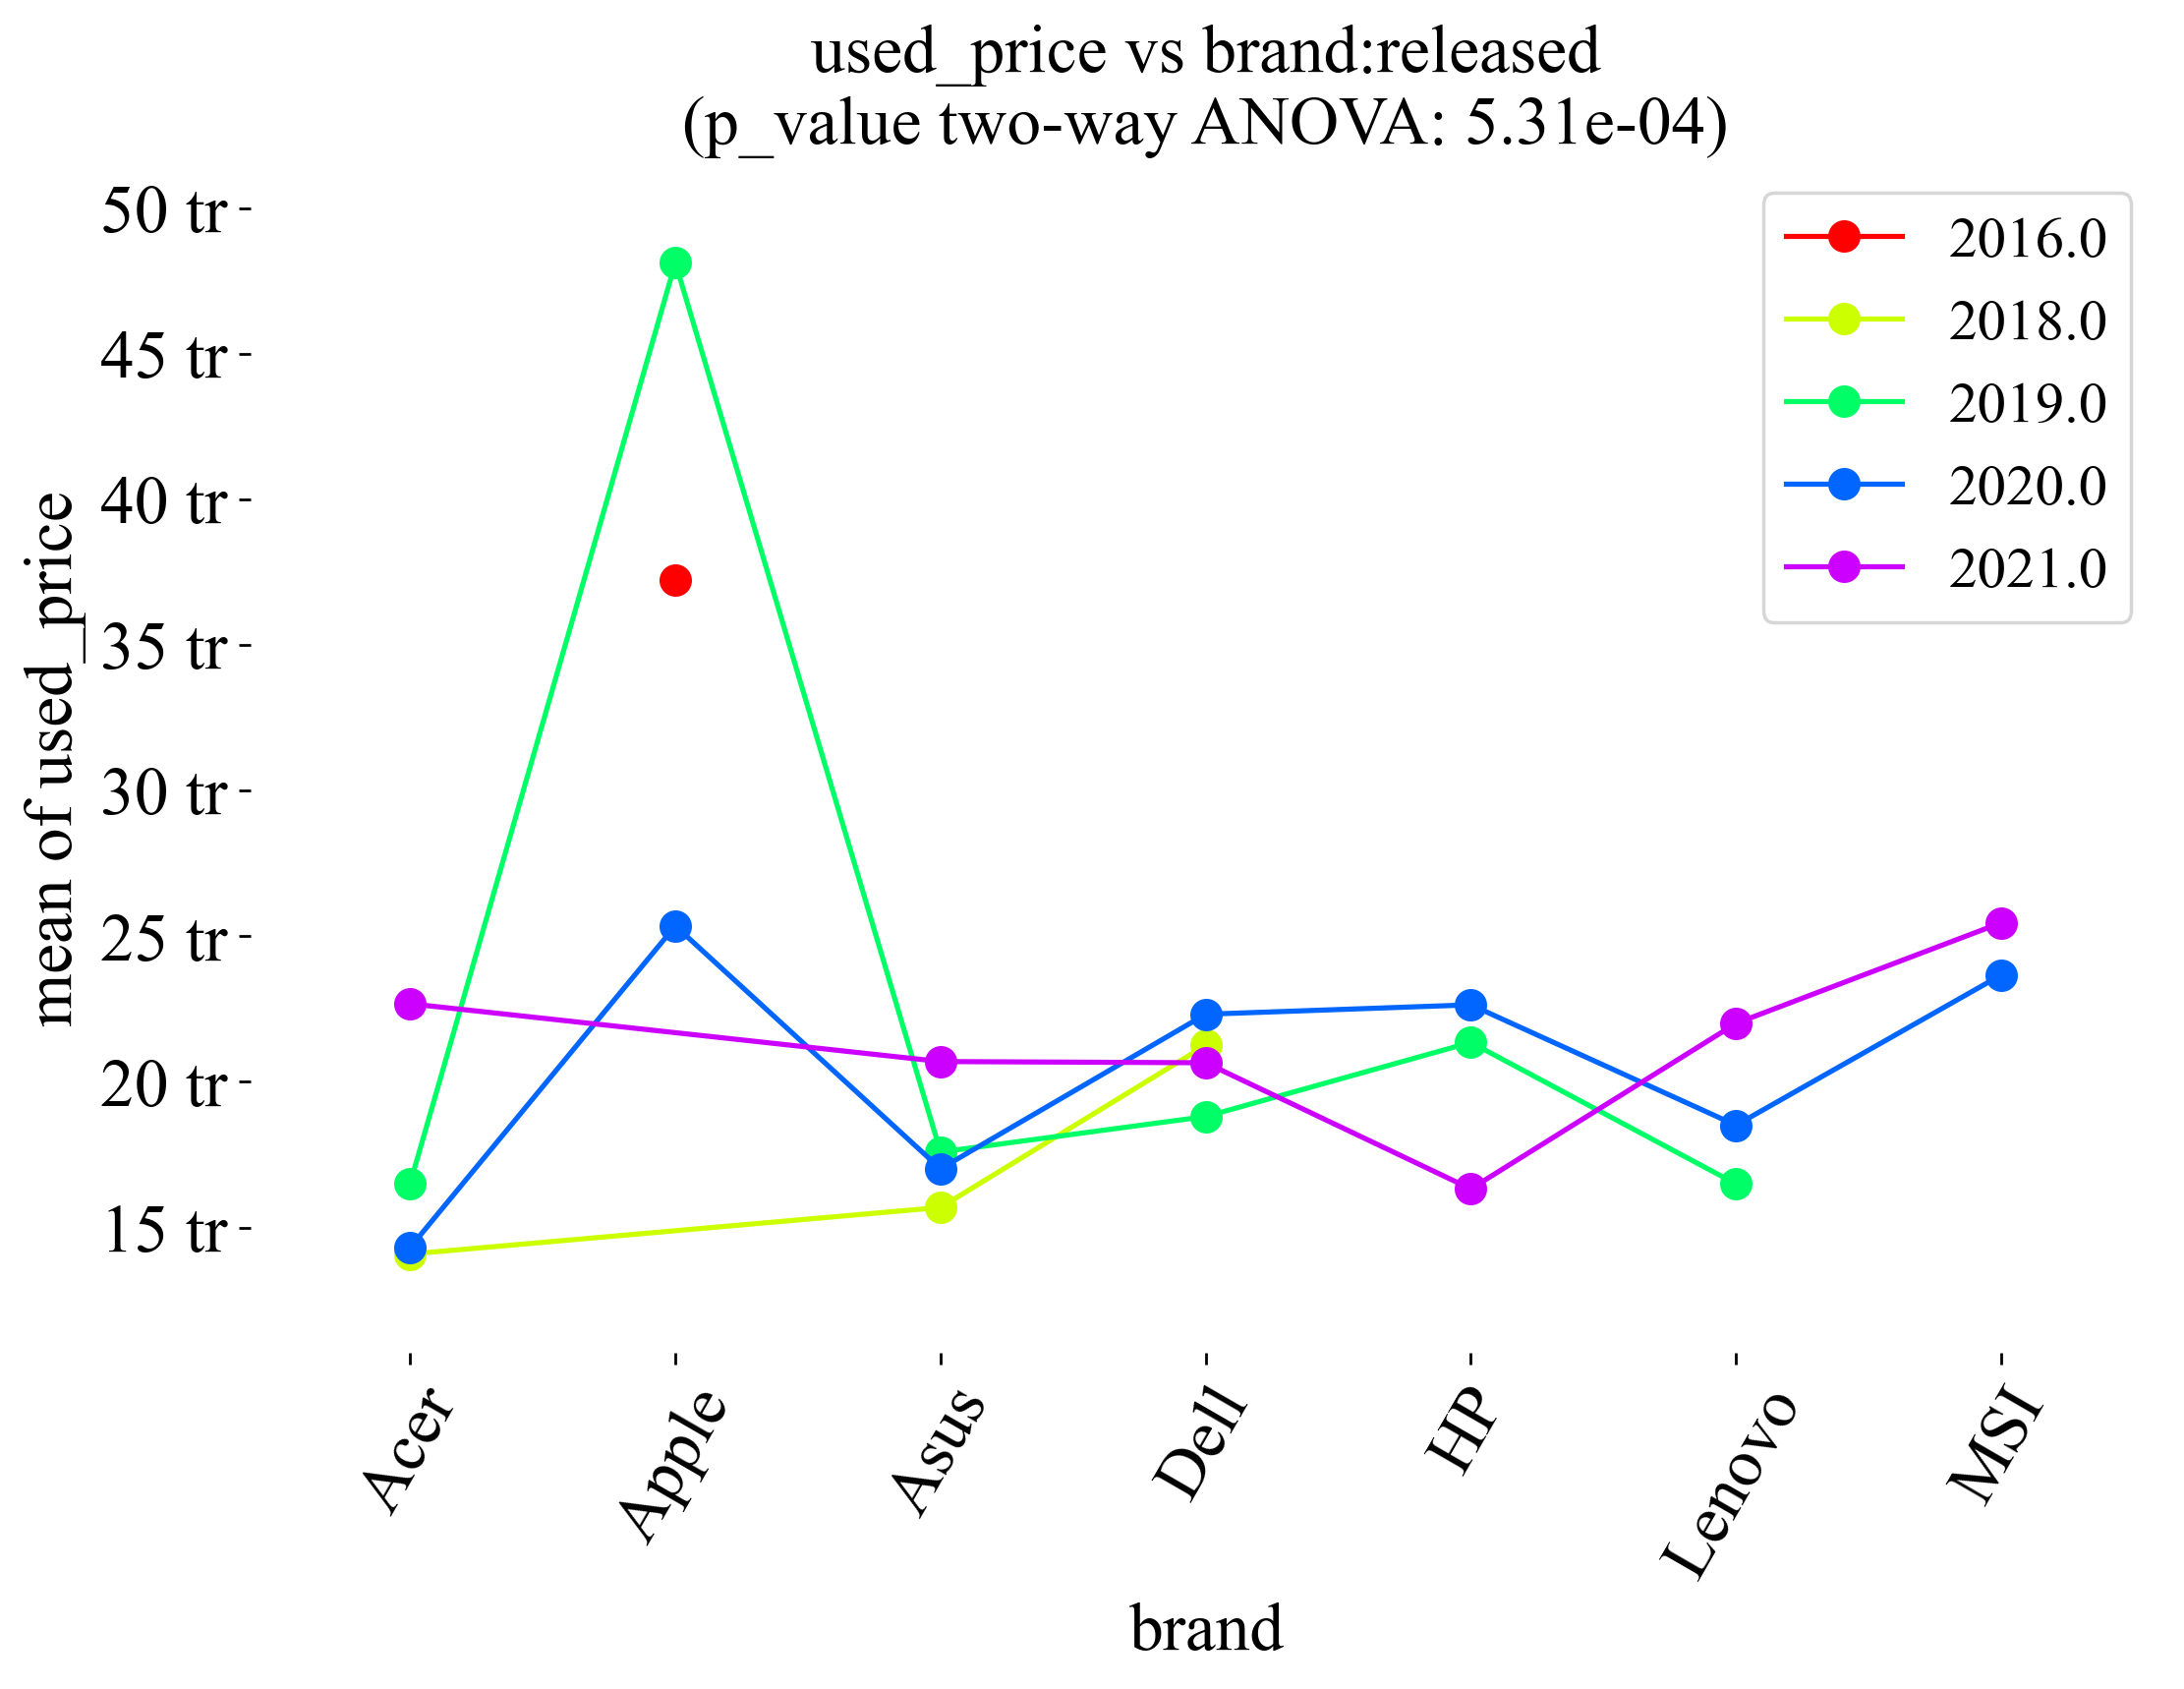 used_price vs brand:released
(p_value two-way ANOVA: 5.31e-04)
50 tr
45 tr
40 tr
35 tr
30 tr
25 tr
20 tr
15 tr
mean of used_price
2016.0
2018.0
2019.0
2020.0
2021.0
Acer
Apple
Asus
Dell
HP
Lenovo
MSI
brand